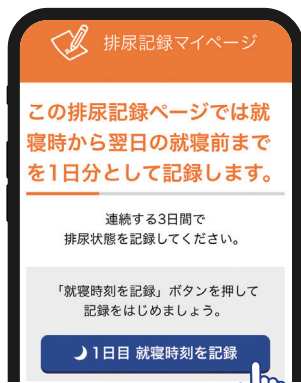 排尿記録マイページ
この排尿記録ページでは就
寝時から翌日の就寝前まで
を1日分として記録します。
連続する3日間で
排尿状態を記録してください。
「就寝時刻を記録」ボタンを押して
記録をはじめましょう。
1日目 就寝時刻を記録